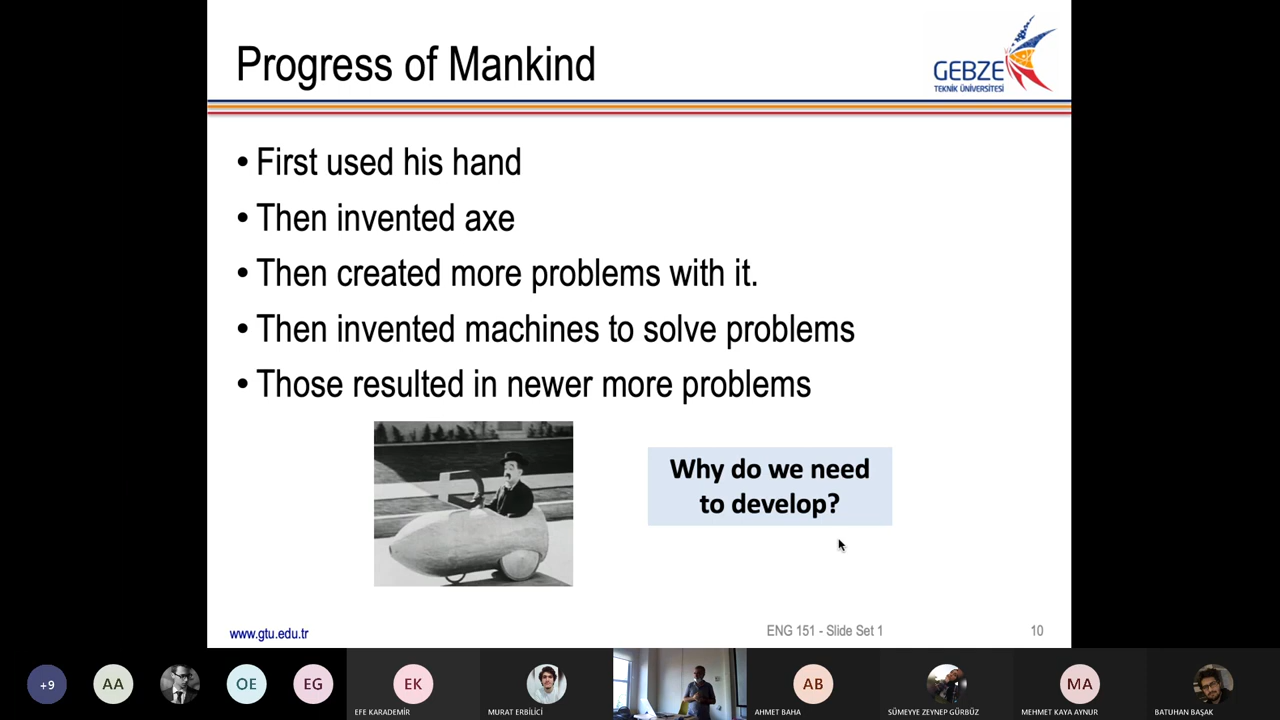 Progress of Mankind
GEBZE
TEKNİK ÜNİVERSİTESİ
• First used his hand
• Then invented axe
• Then created more problems with it.
• Then invented machines to solve problems
• Those resulted in newer more problems
Why do we need
to develop?
www.gtu.edu.tr
ENG 151 - Slide Set 1
10
+9
AA
OE
EG
EK
AB
MA
EFE KARADEMİR
MURAT ERBİLİCİ
AHMET BAHA
SÜMEYYE ZEYNEP GÜRBÜZ
MEHMET KAYA AYNUR
BATUHAN BAŞAK